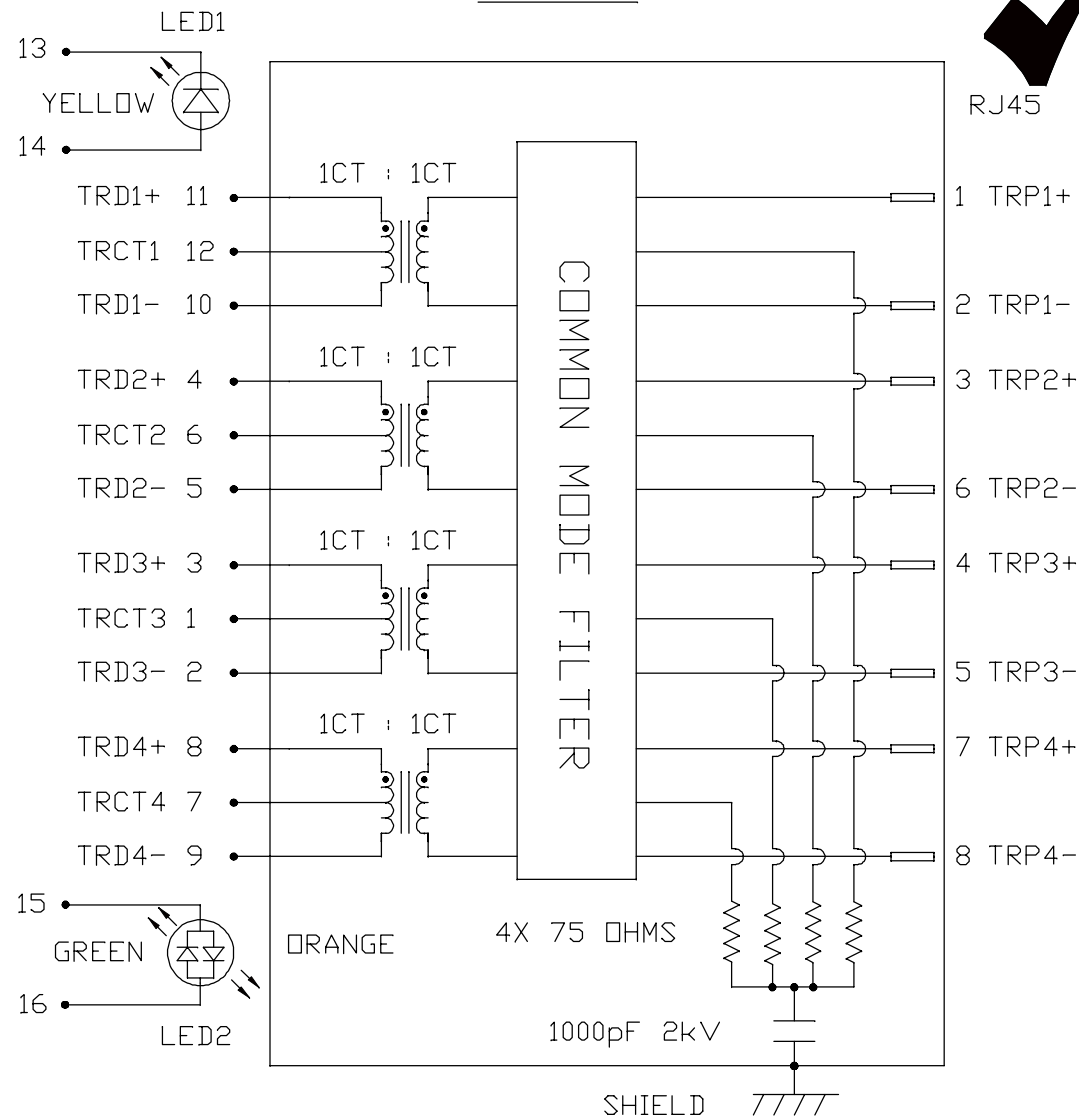 LED1
13
YELLOW
14
RJ45
1CT : 1CT
TRD1+ 11
1 TRP1+
TRCT1 12
TRD1- 10
2 TRP1-
1CT : 1CT
TRD2+ 4
3 TRP2+
TRCT2 6
TRD2- 5
6 TRP2-
1CT : 1CT
TRD3+ 3
4 TRP3+
TRCT3 1
TRD3- 2
5 TRP3-
1CT : 1CT
TRD4+ 8
7 TRP4+
TRCT4 7
TRD4- 9
8 TRP4-
COMMON MODE FILTER
15
GREEN
ORANGE
16
LED2
4X 75 OHMS
1000pF 2kV
SHIELD